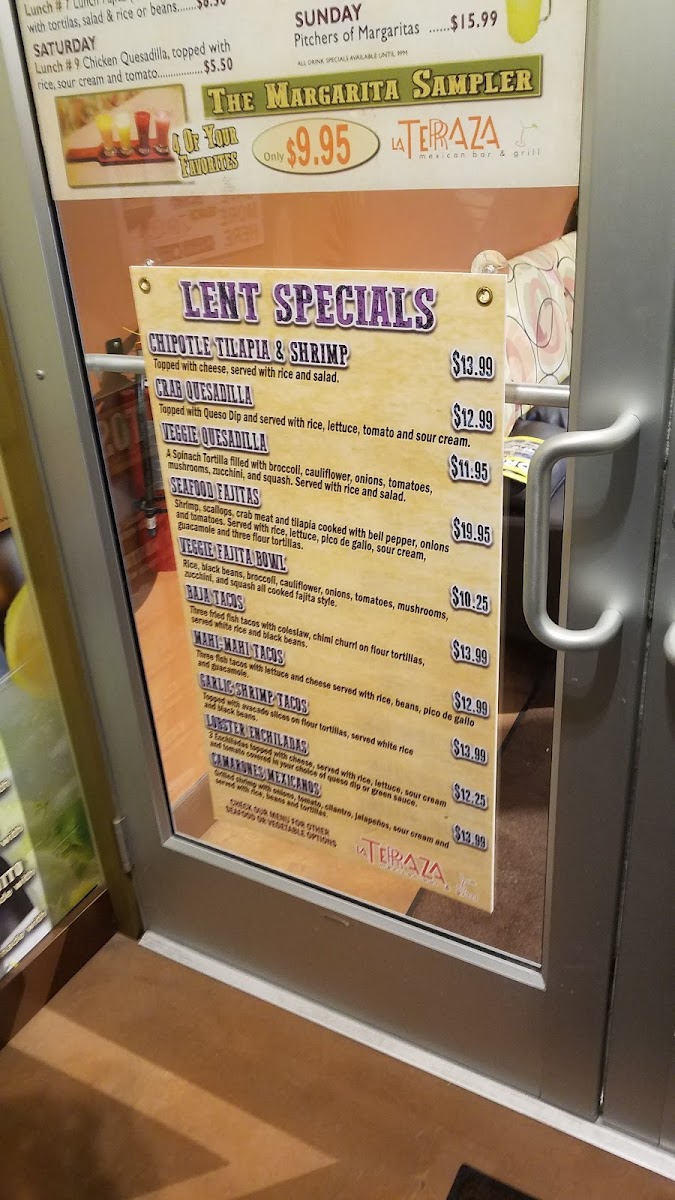 Lunch # 7 Lunch
with tortilas, salad & rice or beans.......$6.50
SATURDAY
Lunch # 9 Chicken Quesadilla, topped with
rice, sour cream and tomato.................$5.50
SUNDAY
Pitchers of Margaritas ......$15.99
ALL DRINK SPECIALS AVAILABLE UNTIL 9PM
THE MARGARITA SAMPLER
4 OF YOUR
FAVORITES
Only $9.95
LA TERRAZA
mexican bar & grill
LENT SPECIALS
CHIPOTLE TILAPIA & SHRIMP $13.99
Topped with cheese, served with rice and salad.
CRAB QUESADILLA $12.99
Topped with Queso Dip and served with rice, lettuce, tomato and sour cream.
VEGGIE QUESADILLA $11.95
A Spinach Tortilla filled with broccoli, cauliflower, onions, tomatoes,
mushrooms, zucchini, and squash. Served with rice and salad.
SEAFOOD FAJITAS $19.95
Shrimp, scallops, crab meat and tilapia cooked with bell pepper, onions
and tomatoes. Served with rice, lettuce, pico de gallo, sour cream,
guacamole and three flour tortillas.
VEGGIE FAJITA BOWL $10.25
Rice, black beans, broccoli, cauliflower, onions, tomatoes, mushrooms,
zucchini, and squash all cooked fajita style.
BAJA TACOS $13.99
Three fried fish tacos with coleslaw, chimi churri on flour tortillas,
served white rice and black beans.
MAHI-MAHI TACOS $12.99
Three fish tacos with lettuce and cheese served with rice, beans, pico de gallo
and guacamole.
GARLIC SHRIMP TACOS $13.99
Topped with avacado slices on flour tortillas, served white rice
and black beans.
LOBSTER ENCHILADAS $12.25
3 Enchiladas topped with cheese, served with rice, lettuce, sour cream
and tomato covered in your choice of queso dip or green sauce.
CAMARONES MEXICANOS $13.99
Grilled shrimp with onions, tomato, cilantro, jalapeños, sour cream and
served with rice, beans and tortillas.
CHECK OUR MENU FOR OTHER
SEAFOOD OR VEGETABLE OPTIONS
LA TERRAZA